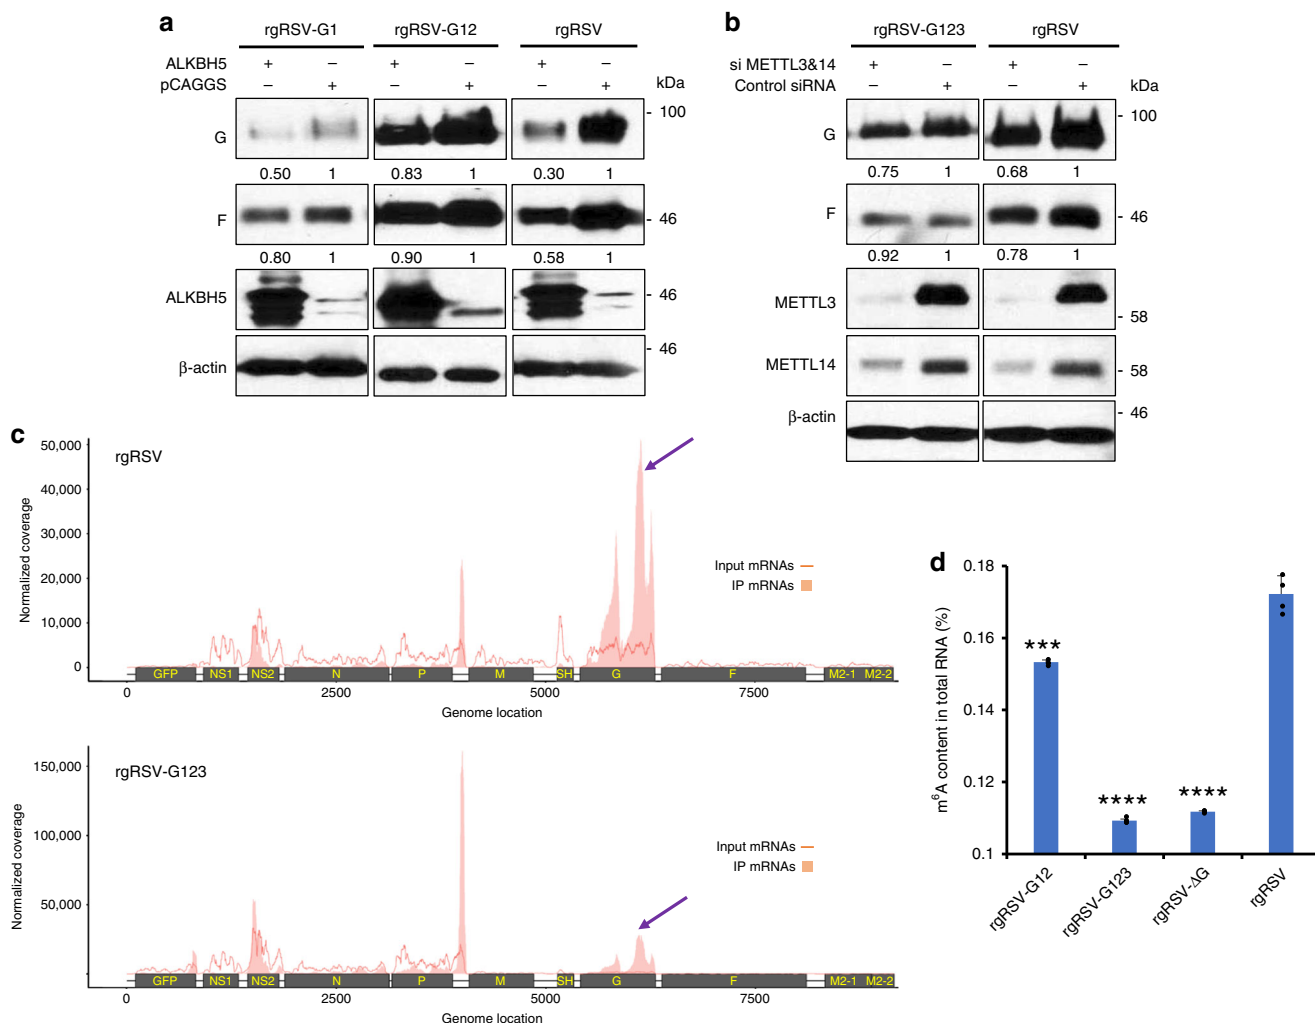 a
rgRSV-G1 rgRSV-G12 rgRSV
ALKBH5 + – + – + –
pCAGGS – + – + – + kDa
G - 100
0.50 1 0.83 1 0.30 1
F - 46
0.80 1 0.90 1 0.58 1
ALKBH5 - 46
β-actin - 46
b
rgRSV-G123 rgRSV
si METTL3&14 + – + –
Control siRNA – + – + kDa
G - 100
0.75 1 0.68 1
F - 46
0.92 1 0.78 1
METTL3 - 58
METTL14 - 58
β-actin - 46
c
rgRSV
Normalized coverage
50,000
40,000
30,000
20,000
10,000
0
Input mRNAs
IP mRNAs
GFP NS1 NS2 N P M SH G F M2-1 M2-2
0 2500 5000 7500
Genome location
rgRSV-G123
Normalized coverage
150,000
100,000
50,000
0
Input mRNAs
IP mRNAs
GFP NS1 NS2 N P M SH G F M2-1 M2-2
0 2500 5000 7500
Genome location
d
m⁶A content in total RNA (%)
0.18
0.16
0.14
0.12
0.1
*** **** ****
rgRSV-G12 rgRSV-G123 rgRSV-ΔG rgRSV